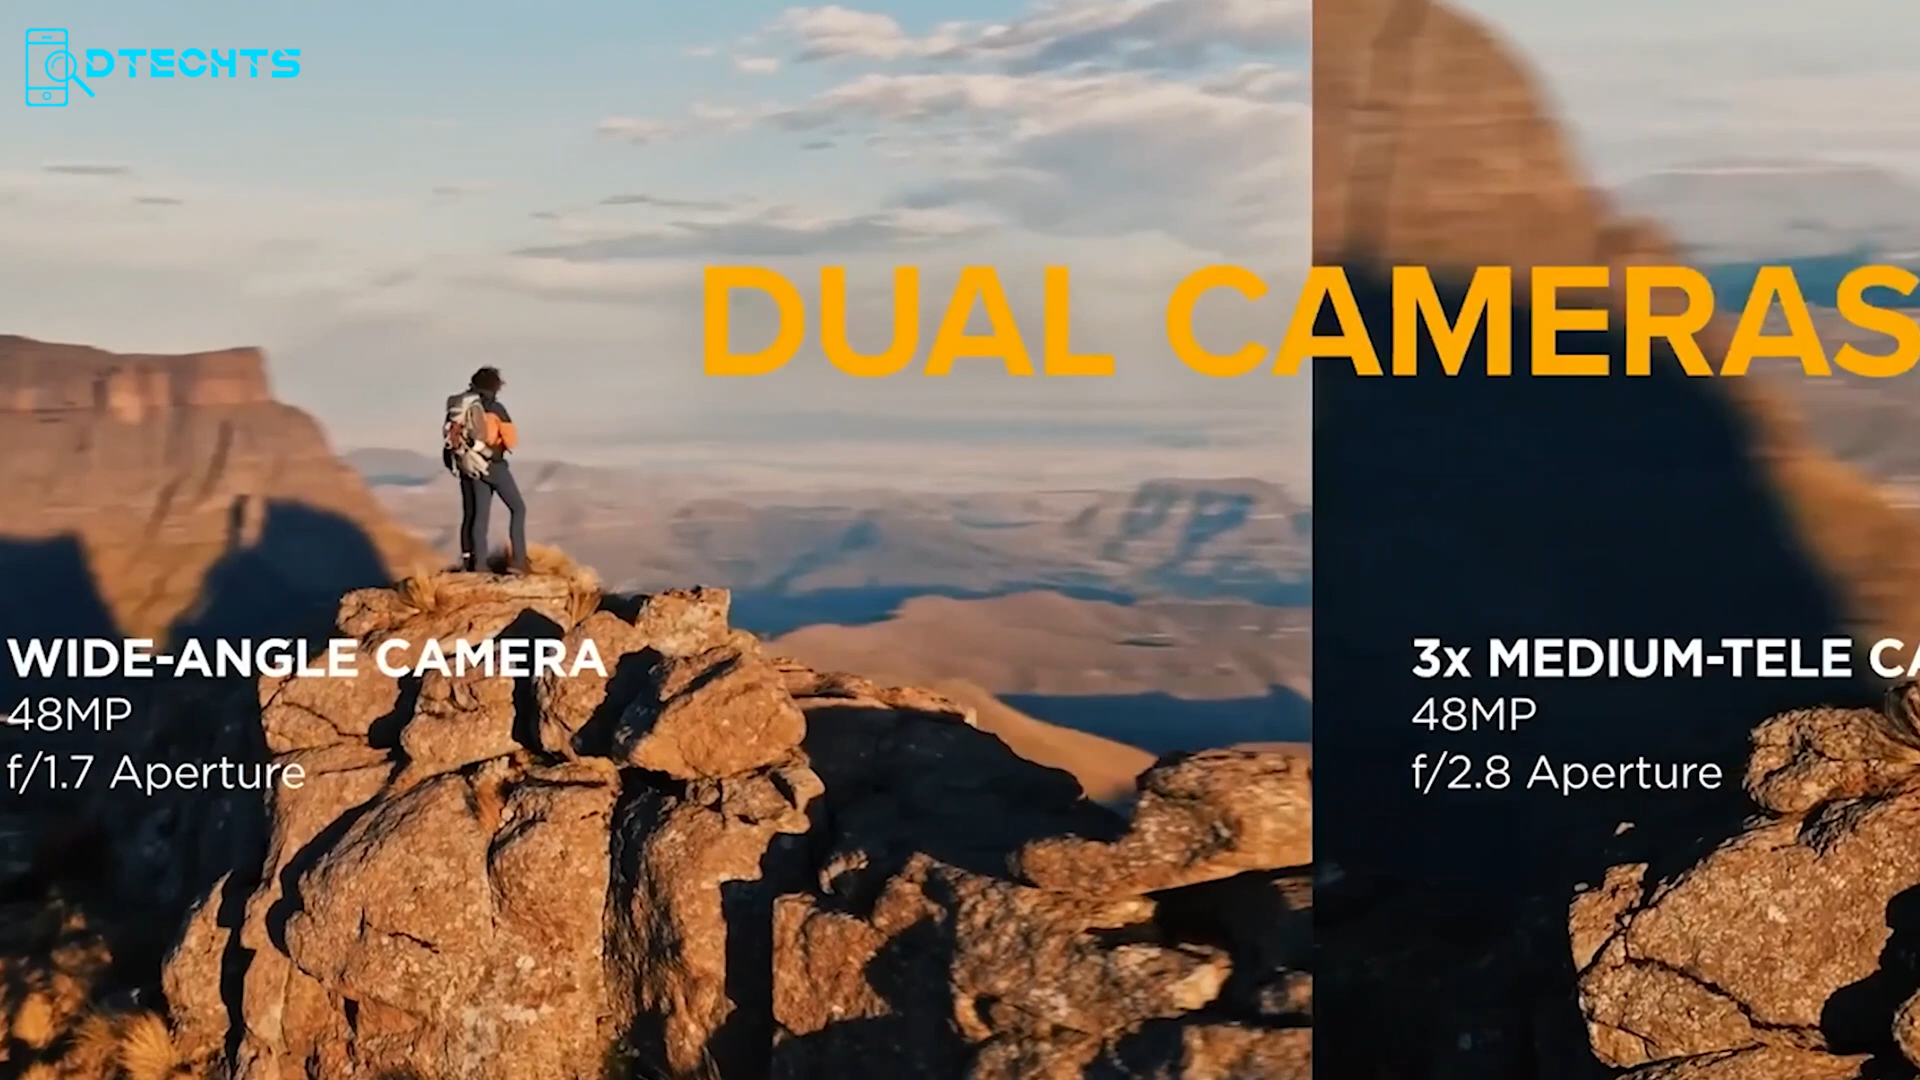 DTECHTS
DUAL CAMERAS
WIDE-ANGLE CAMERA
48MP
f/1.7 Aperture
3x MEDIUM-TELE
48MP
f/2.8 Aperture